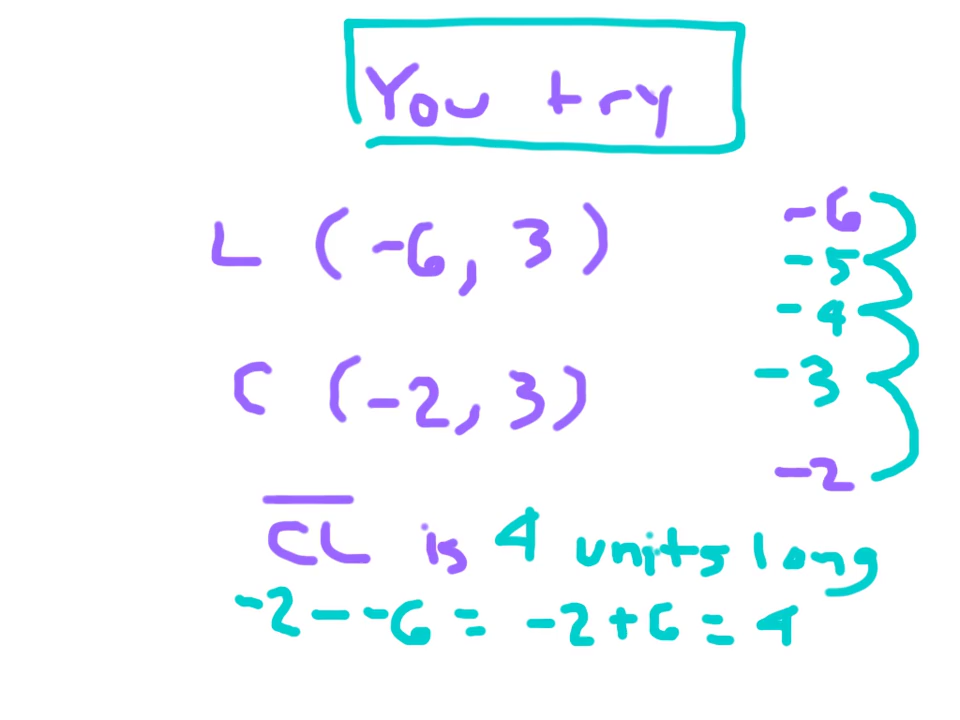 You try
L (-6, 3)
-6
-5
-4
-3
-2
C (-2, 3)
CL is 4 units long
-2 - -6 = -2+6 = 4